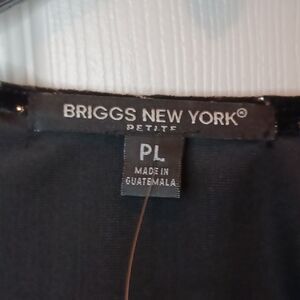 BRIGGS NEW YORK®
PETITE
PL
MADE IN
GUATEMALA